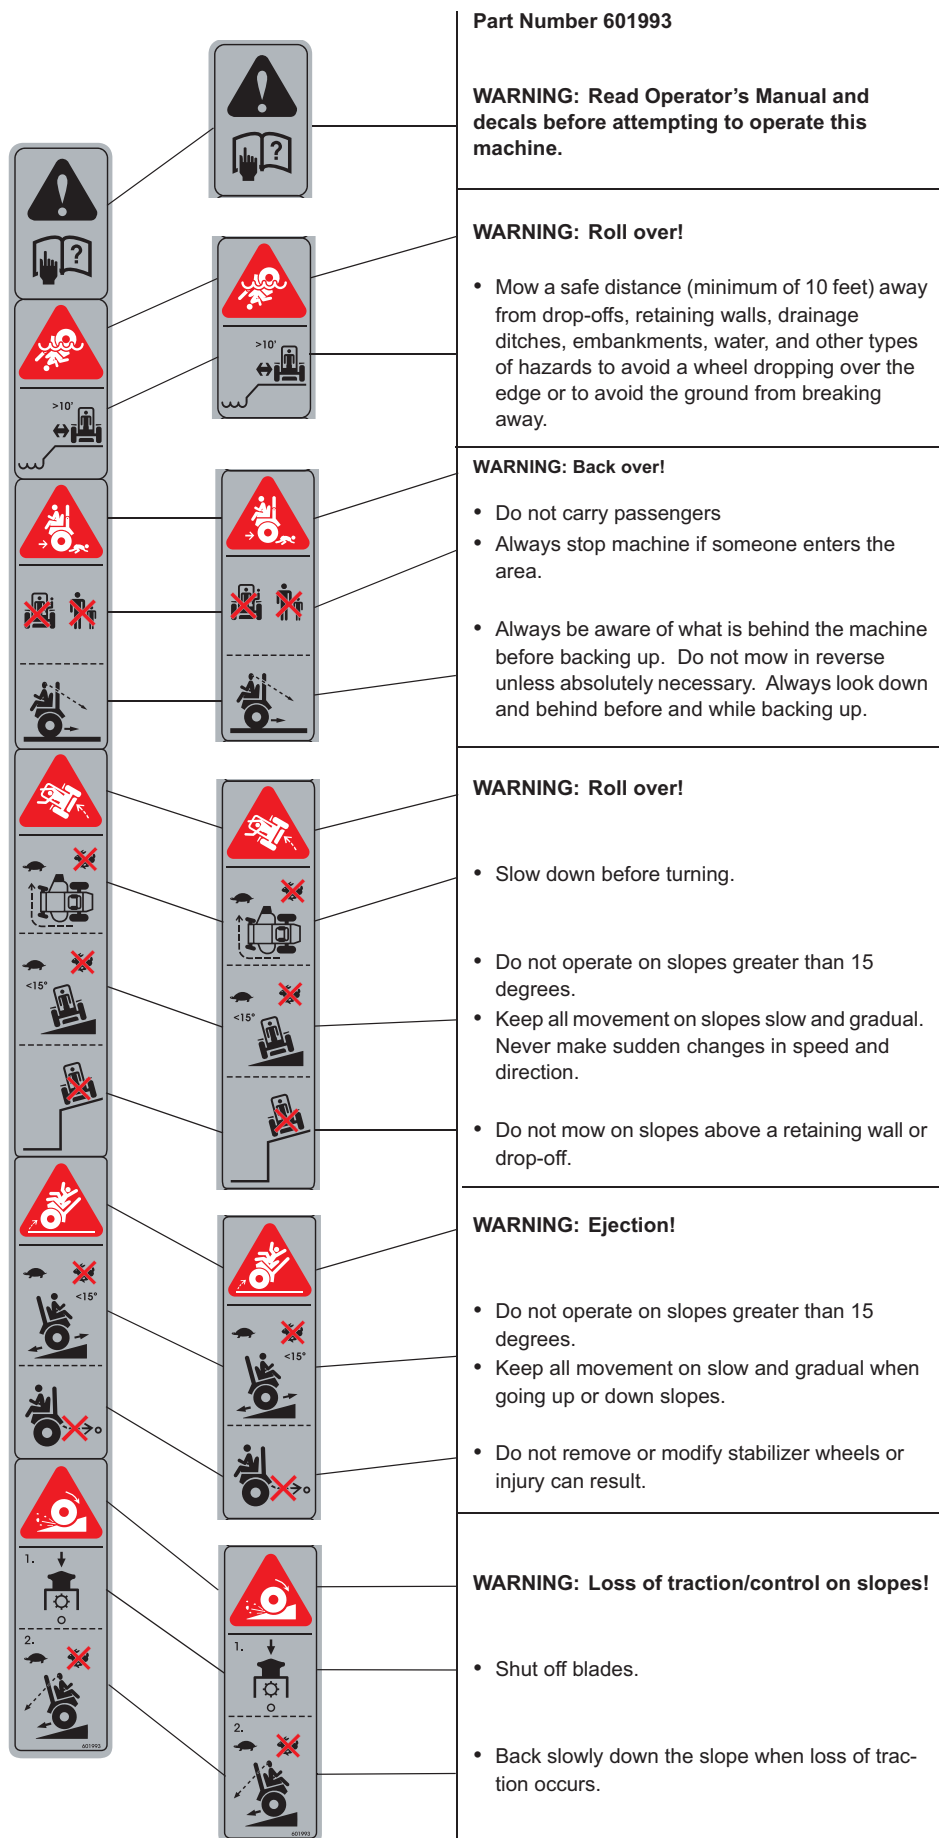 Part Number 601993
WARNING: Read Operator's Manual and
decals before attempting to operate this
machine.
?
?
WARNING: Roll over!
• Mow a safe distance (minimum of 10 feet) away
from drop-offs, retaining walls, drainage
ditches, embankments, water, and other types
of hazards to avoid a wheel dropping over the
edge or to avoid the ground from breaking
away.
>10'
>10'
WARNING: Back over!
• Do not carry passengers
• Always stop machine if someone enters the
area.
• Always be aware of what is behind the machine
before backing up. Do not mow in reverse
unless absolutely necessary. Always look down
and behind before and while backing up.
WARNING: Roll over!
• Slow down before turning.
• Do not operate on slopes greater than 15
degrees.
<15°
<15°
• Keep all movement on slopes slow and gradual.
Never make sudden changes in speed and
direction.
• Do not mow on slopes above a retaining wall or
drop-off.
WARNING: Ejection!
<15°
• Do not operate on slopes greater than 15
degrees.
<15°
• Keep all movement on slow and gradual when
going up or down slopes.
• Do not remove or modify stabilizer wheels or
injury can result.
WARNING: Loss of traction/control on slopes!
1.
1.
• Shut off blades.
2.
2.
• Back slowly down the slope when loss of trac-
tion occurs.
601993
601993